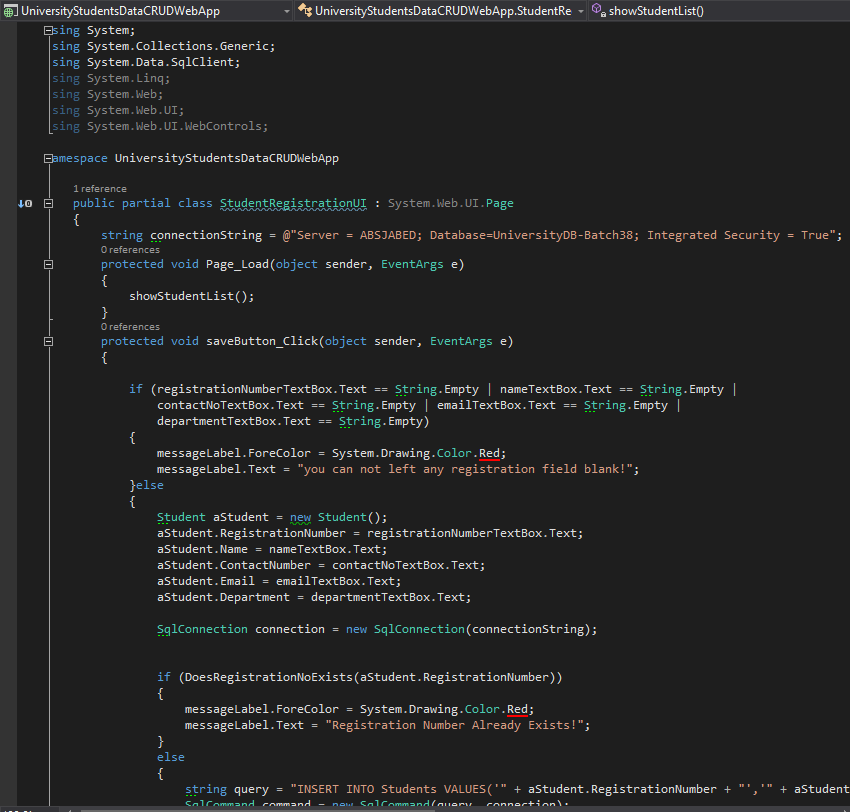 UniversityStudentsDataCRUDWebApp UniversityStudentsDataCRUDWebApp.StudentRe showStudentList()
sing System;
sing System.Collections.Generic;
sing System.Data.SqlClient;
sing System.Linq;
sing System.Web;
sing System.Web.UI;
sing System.Web.UI.WebControls;
amespace UniversityStudentsDataCRUDWebApp
1 reference
public partial class StudentRegistrationUI : System.Web.UI.Page
{
string connectionString = @"Server = ABSJABED; Database=UniversityDB-Batch38; Integrated Security = True";
0 references
protected void Page_Load(object sender, EventArgs e)
{
showStudentList();
}
0 references
protected void saveButton_Click(object sender, EventArgs e)
{
if (registrationNumberTextBox.Text == String.Empty | nameTextBox.Text == String.Empty |
contactNoTextBox.Text == String.Empty | emailTextBox.Text == String.Empty |
departmentTextBox.Text == String.Empty)
{
messageLabel.ForeColor = System.Drawing.Color.Red;
messageLabel.Text = "you can not left any registration field blank!";
}else
{
Student aStudent = new Student();
aStudent.RegistrationNumber = registrationNumberTextBox.Text;
aStudent.Name = nameTextBox.Text;
aStudent.ContactNumber = contactNoTextBox.Text;
aStudent.Email = emailTextBox.Text;
aStudent.Department = departmentTextBox.Text;
SqlConnection connection = new SqlConnection(connectionString);
if (DoesRegistrationNoExists(aStudent.RegistrationNumber))
{
messageLabel.ForeColor = System.Drawing.Color.Red;
messageLabel.Text = "Registration Number Already Exists!";
}
else
{
string query = "INSERT INTO Students VALUES('" + aStudent.RegistrationNumber + "','" + aStudent
SqlCommand command = new SqlCommand(query, connection);